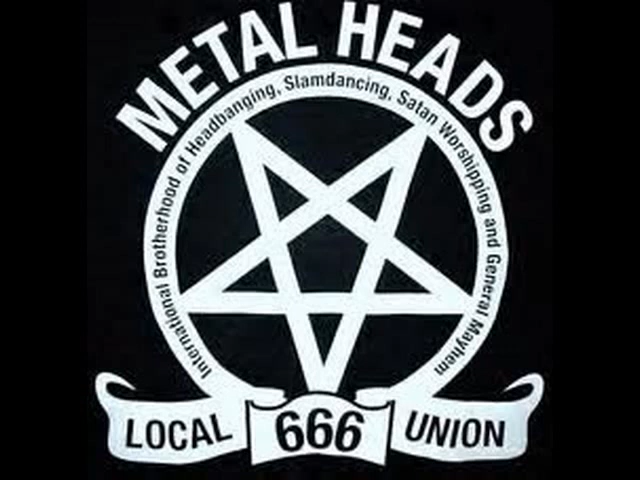 METAL HEADS
International Brotherhood of Headbanging, Slamdancing, Satan Worshipping and General Mayhem
LOCAL 666 UNION